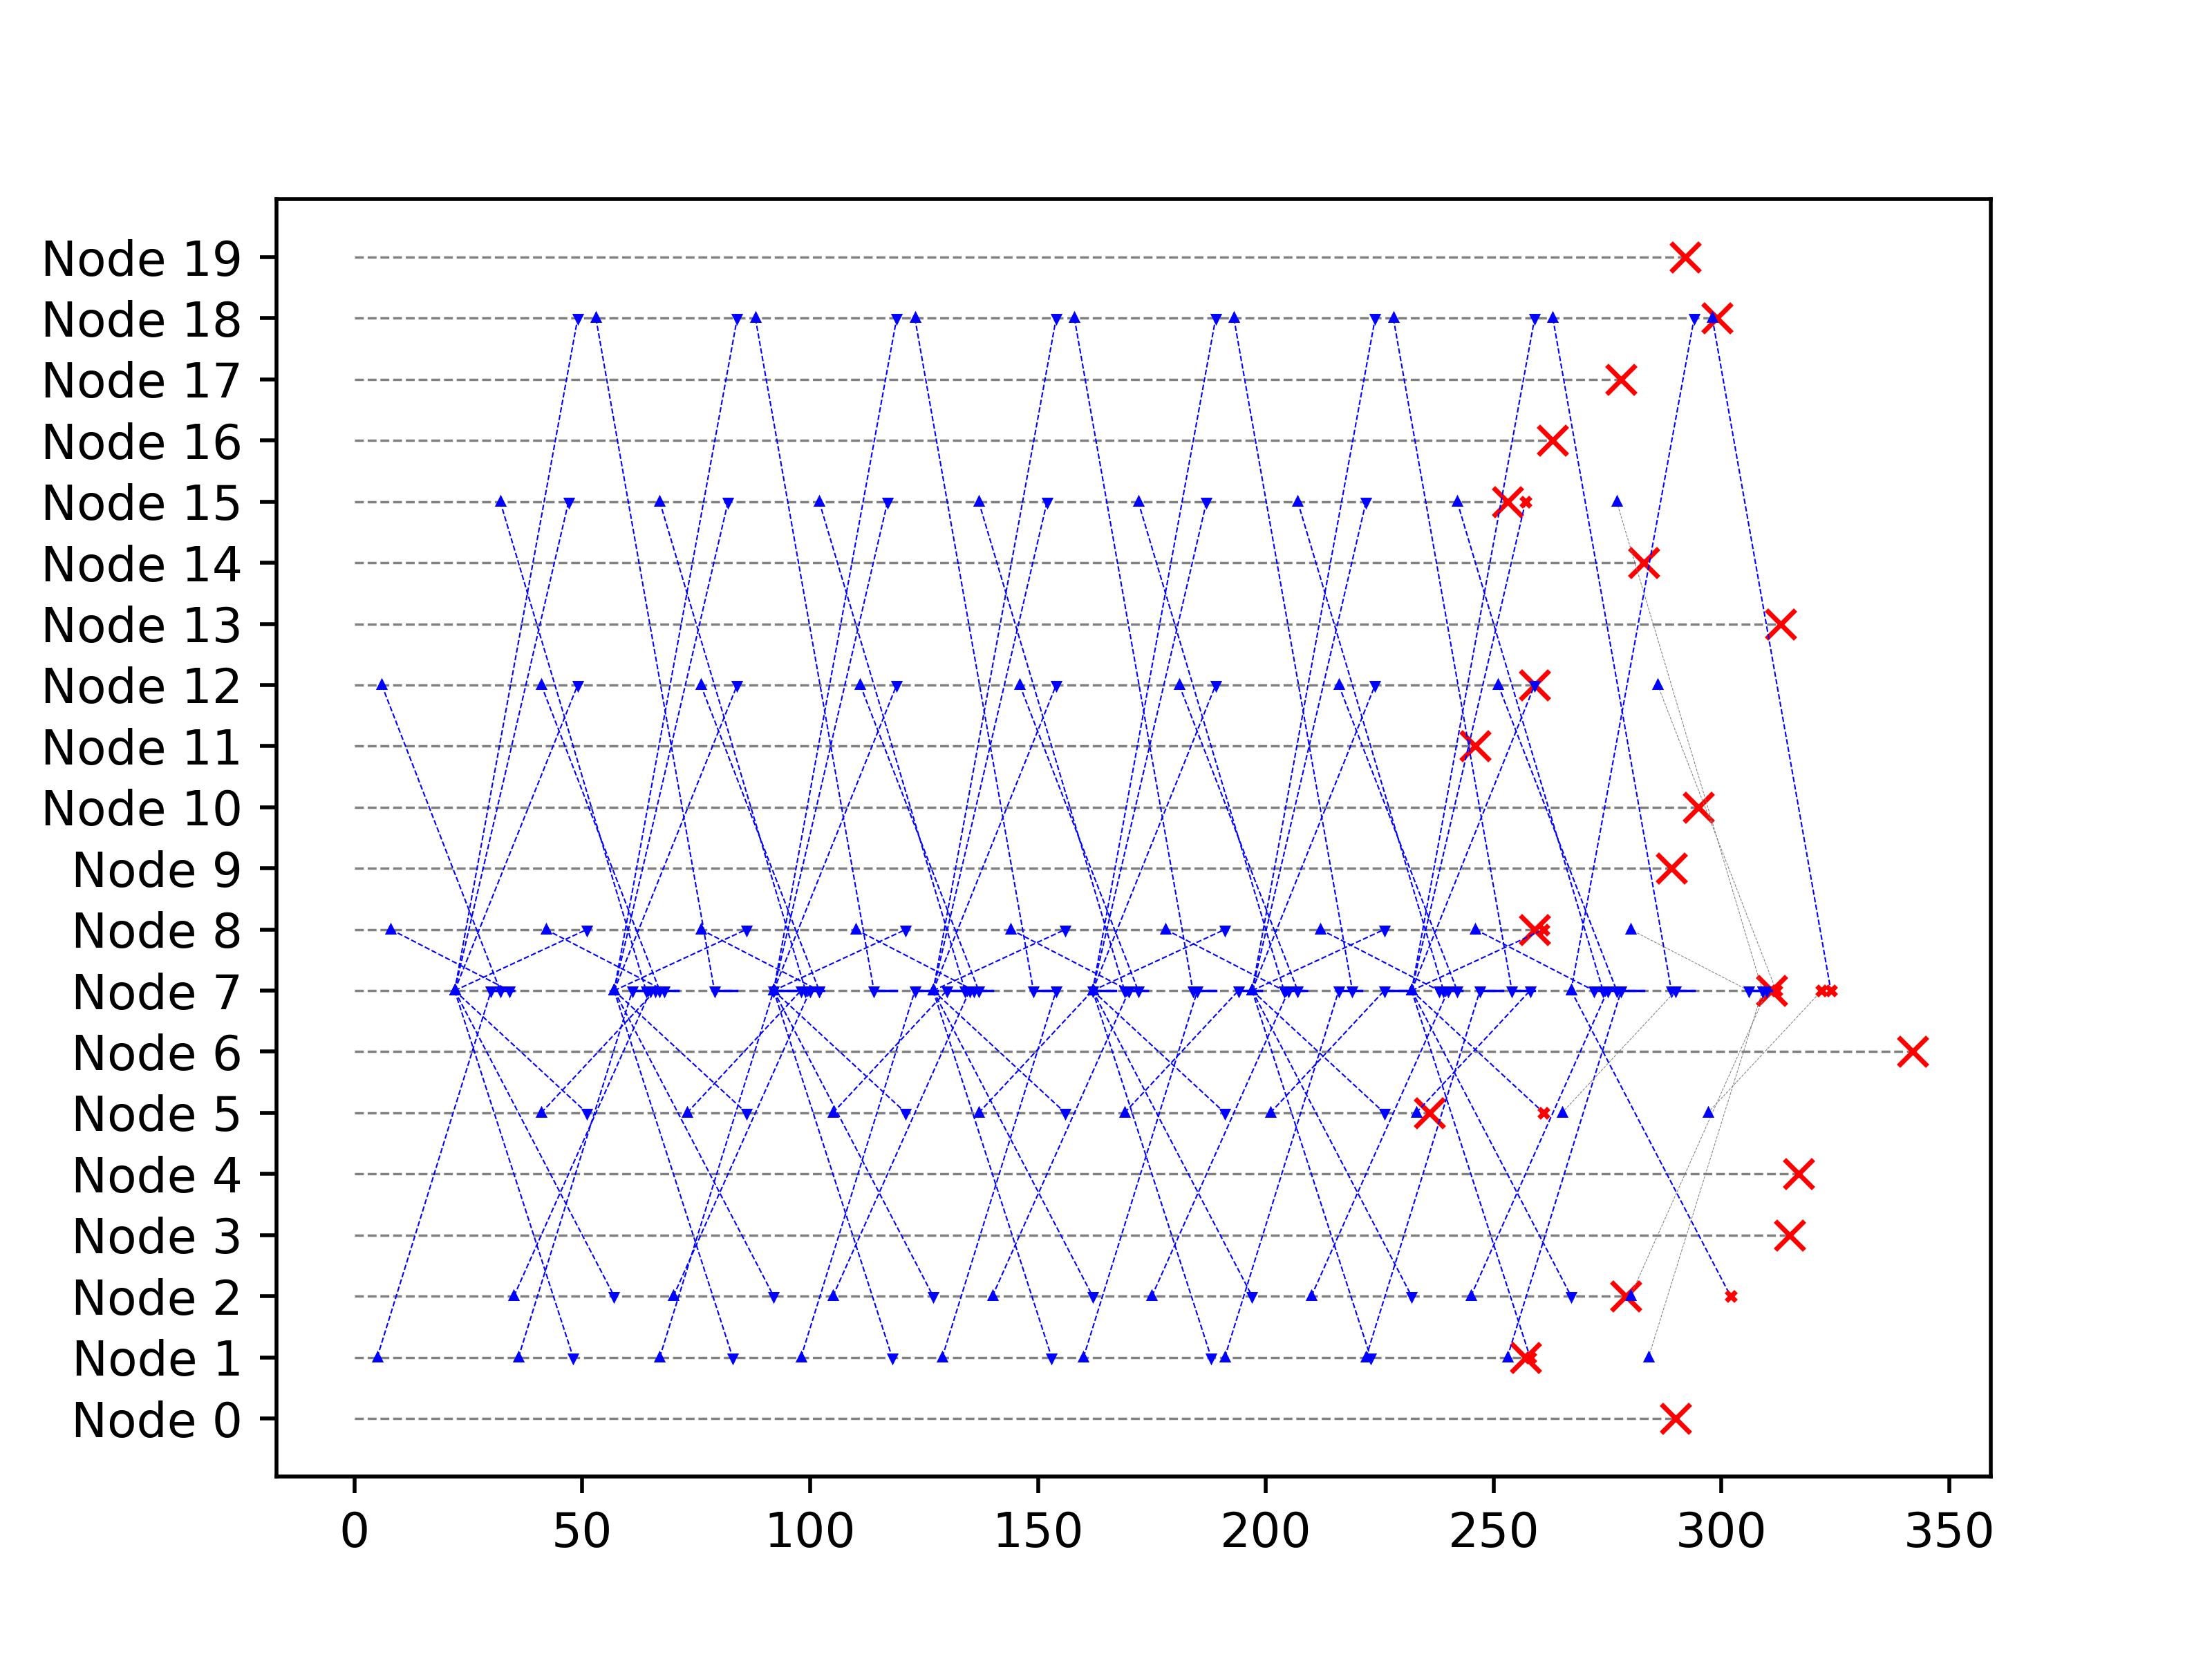 Node 19
Node 18
Node 17
Node 16
Node 15
Node 14
Node 13
Node 12
Node 11
Node 10
Node 9
Node 8
Node 7
Node 6
Node 5
Node 4
Node 3
Node 2
Node 1
Node 0
0 50 100 150 200 250 300 350